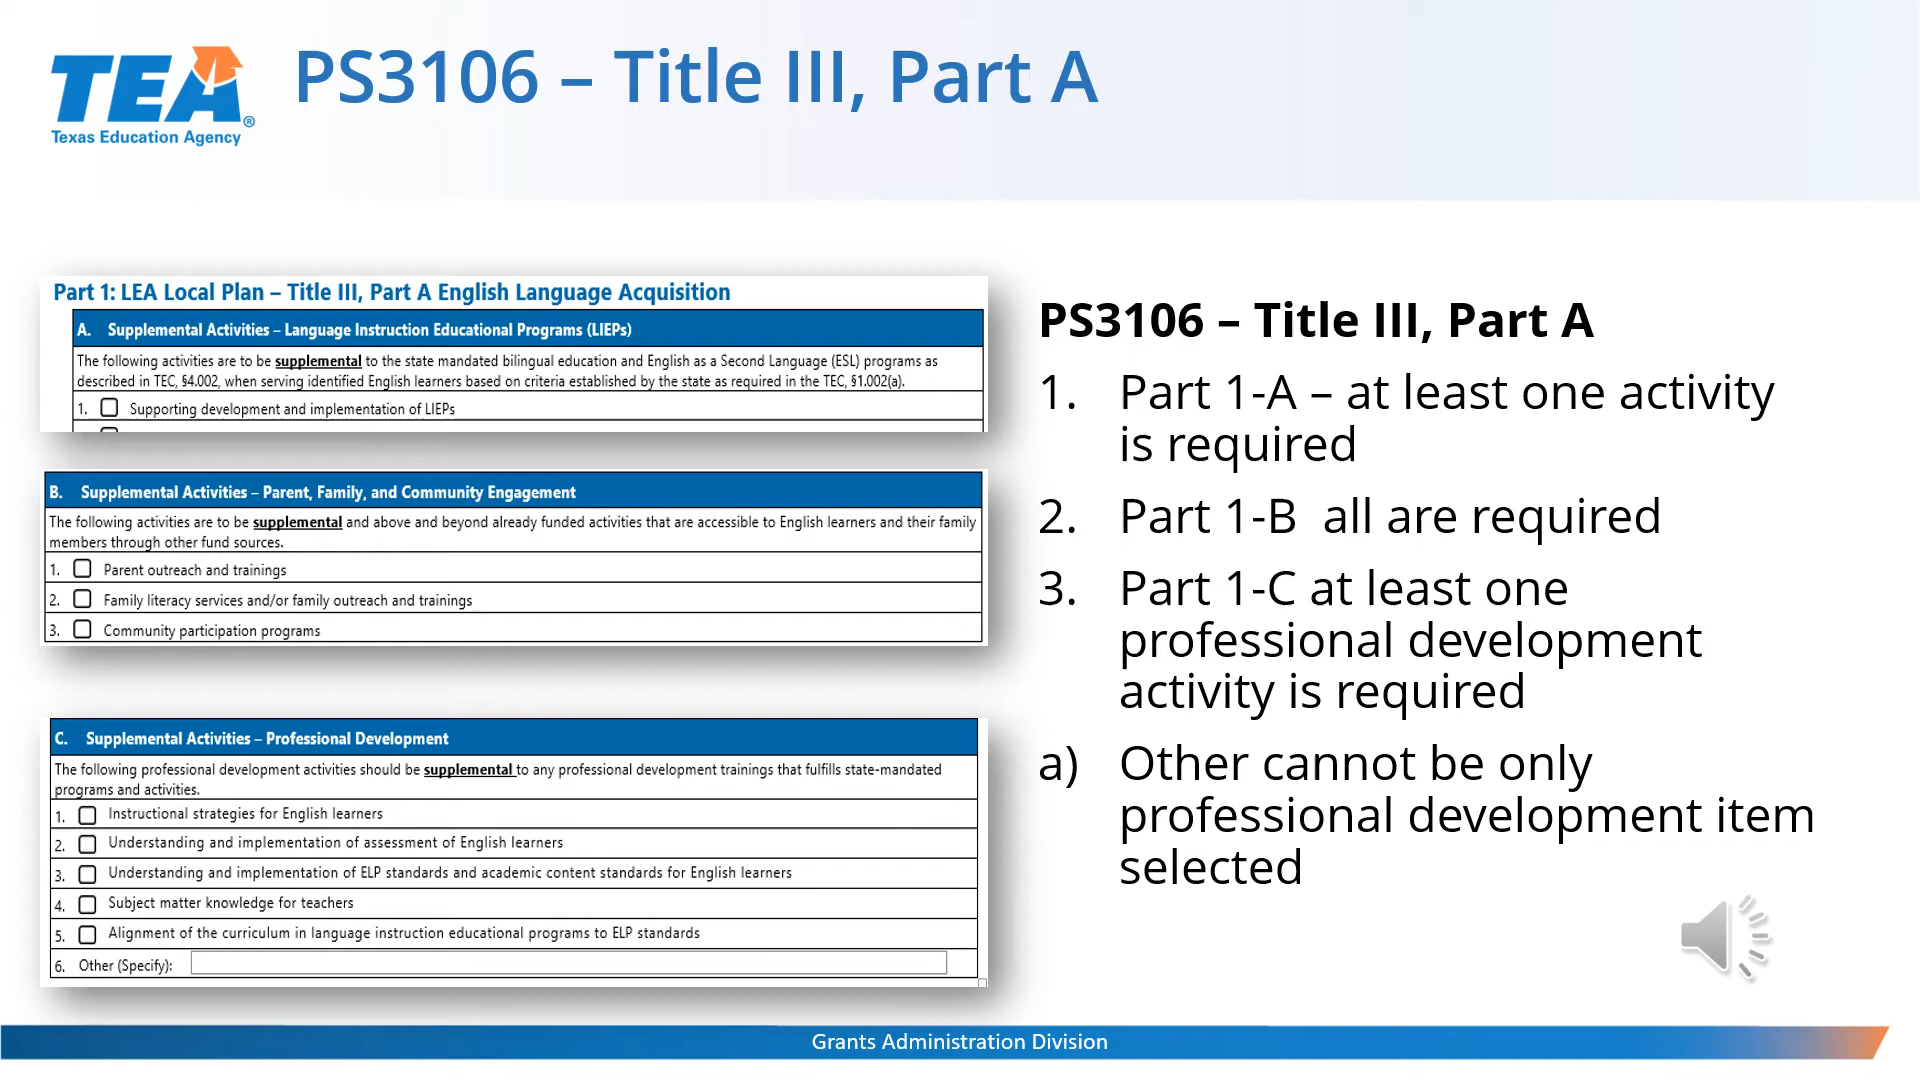 TEA®
Texas Education Agency
PS3106 – Title III, Part A
Part 1: LEA Local Plan – Title III, Part A English Language Acquisition
A. Supplemental Activities – Language Instruction Educational Programs (LIEPs)
The following activities are to be supplemental to the state mandated bilingual education and English as a Second Language (ESL) programs as
described in TEC, §4.002, when serving identified English learners based on criteria established by the state as required in the TEC, §1.002(a).
1. Supporting development and implementation of LIEPs
B. Supplemental Activities – Parent, Family, and Community Engagement
The following activities are to be supplemental and above and beyond already funded activities that are accessible to English learners and their family
members through other fund sources.
1. Parent outreach and trainings
2. Family literacy services and/or family outreach and trainings
3. Community participation programs
C. Supplemental Activities – Professional Development
The following professional development activities should be supplemental to any professional development trainings that fulfills state-mandated
programs and activities.
1. Instructional strategies for English learners
2. Understanding and implementation of assessment of English learners
3. Understanding and implementation of ELP standards and academic content standards for English learners
4. Subject matter knowledge for teachers
5. Alignment of the curriculum in language instruction educational programs to ELP standards
6. Other (Specify):
PS3106 – Title III, Part A
1. Part 1-A – at least one activity
is required
2. Part 1-B all are required
3. Part 1-C at least one
professional development
activity is required
a) Other cannot be only
professional development item
selected
Grants Administration Division